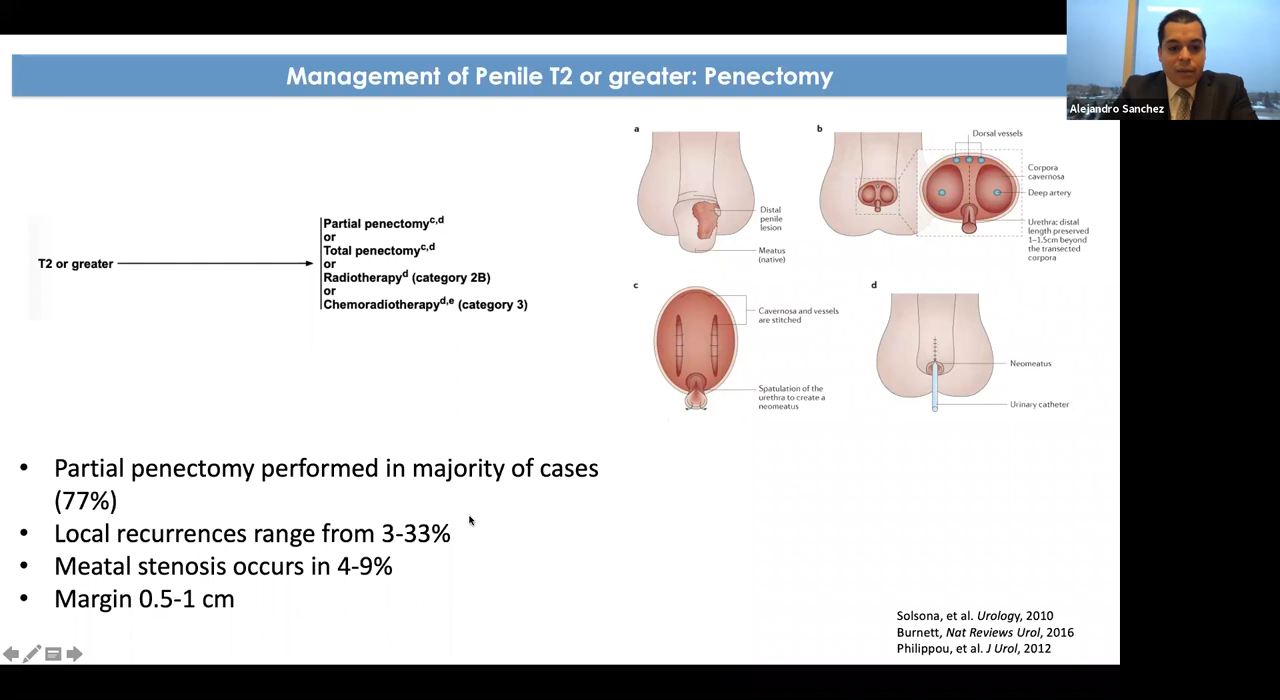 Management of Penile T2 or greater: Penectomy
Alejandro Sanchez
T2 or greater
Partial penectomyc,d
or
Total penectomyc,d
or
Radiotherapyd (category 2B)
or
Chemoradiotherapyd,e (category 3)
a
Distal
penile
lesion
Meatus
(native)
b
Dorsal vessels
Corpora
cavernosa
Deep artery
Urethra: distal
length preserved
1–1.5cm beyond
the transected
corpora
c
Cavernosa and vessels
are stitched
Spatulation of the
urethra to create a
neomeatus
d
Neomeatus
Urinary catheter
• Partial penectomy performed in majority of cases
(77%)
• Local recurrences range from 3-33%
• Meatal stenosis occurs in 4-9%
• Margin 0.5-1 cm
Solsona, et al. Urology, 2010
Burnett, Nat Reviews Urol, 2016
Philippou, et al. J Urol, 2012